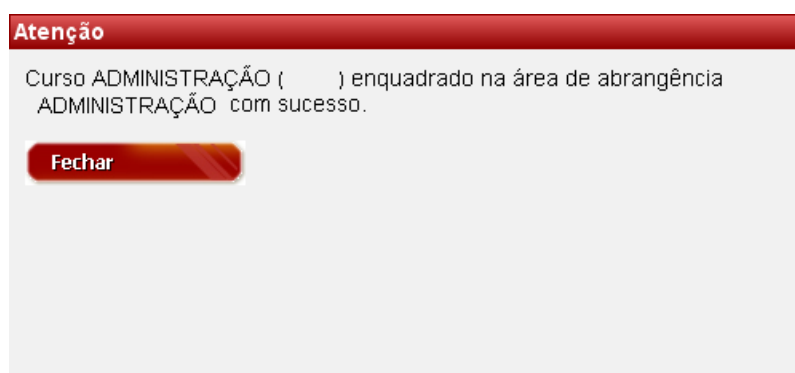 Atenção
Curso ADMINISTRAÇÃO (      ) enquadrado na área de abrangência
ADMINISTRAÇÃO com sucesso.
Fechar